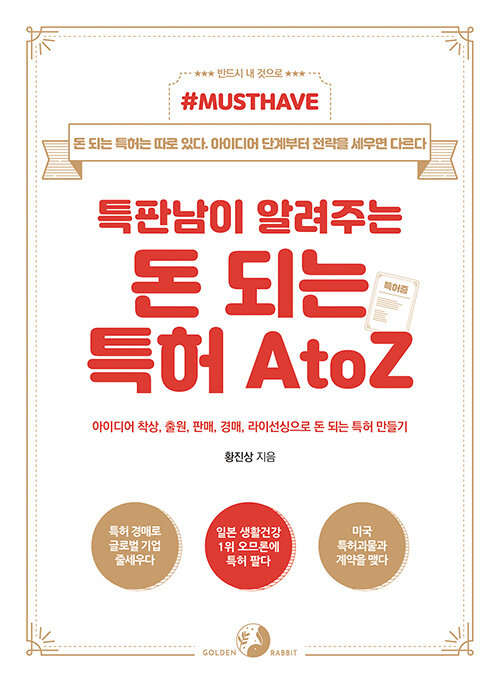 ★★★ 반드시 내 것으로 ★★★
#MUSTHAVE
돈 되는 특허는 따로 있다. 아이디어 단계부터 전략을 세우면 다르다
특판남이 알려주는
돈 되는
특허증
특허 AtoZ
아이디어 착상, 출원, 판매, 경매, 라이선싱으로 돈 되는 특허 만들기
황진상 지음
특허 경매로
글로벌 기업
줄세우다
일본 생활건강
1위 오므론에
특허 팔다
미국
특허괴물과
계약을 맺다
GOLDEN RABBIT